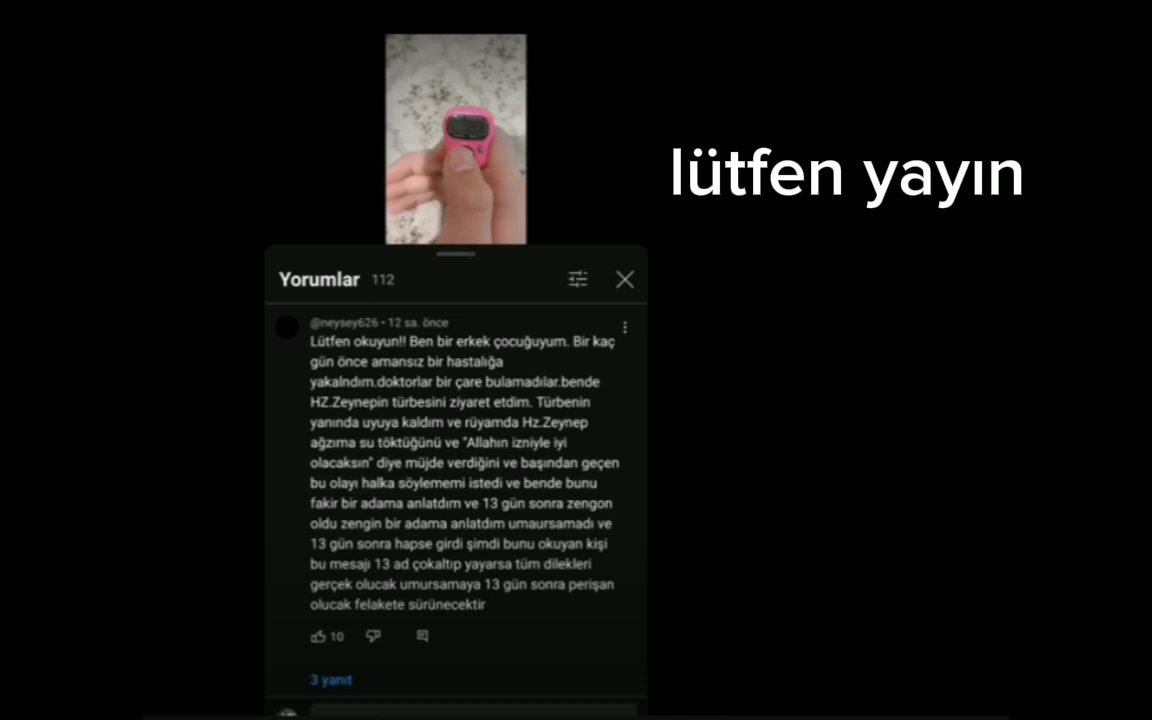 lütfen yayın
Yorumlar 112
@neysey626 • 12 sa. önce
Lütfen okuyun!! Ben bir erkek çocuğuyum. Bir kaç
gün önce amansız bir hastalığa
yakalndım.doktorlar bir çare bulamadılar.bende
HZ.Zeynepin türbesini ziyaret etdim. Türbenin
yanında uyuya kaldım ve rüyamda Hz.Zeynep
ağzıma su töktüğünü ve "Allahın izniyle iyi
olacaksın" diye müjde verdiğini ve başından geçen
bu olayı halka söylememi istedi ve bende bunu
fakir bir adama anlatdım ve 13 gün sonra zengon
oldu zengin bir adama anlatdım umaursamadı ve
13 gün sonra hapse girdi şimdi bunu okuyan kişi
bu mesajı 13 ad çokaltıp yayarsa tüm dilekleri
gerçek olucak umursamaya 13 gün sonra perişan
olucak felakete sürünecektir
10
3 yanıt